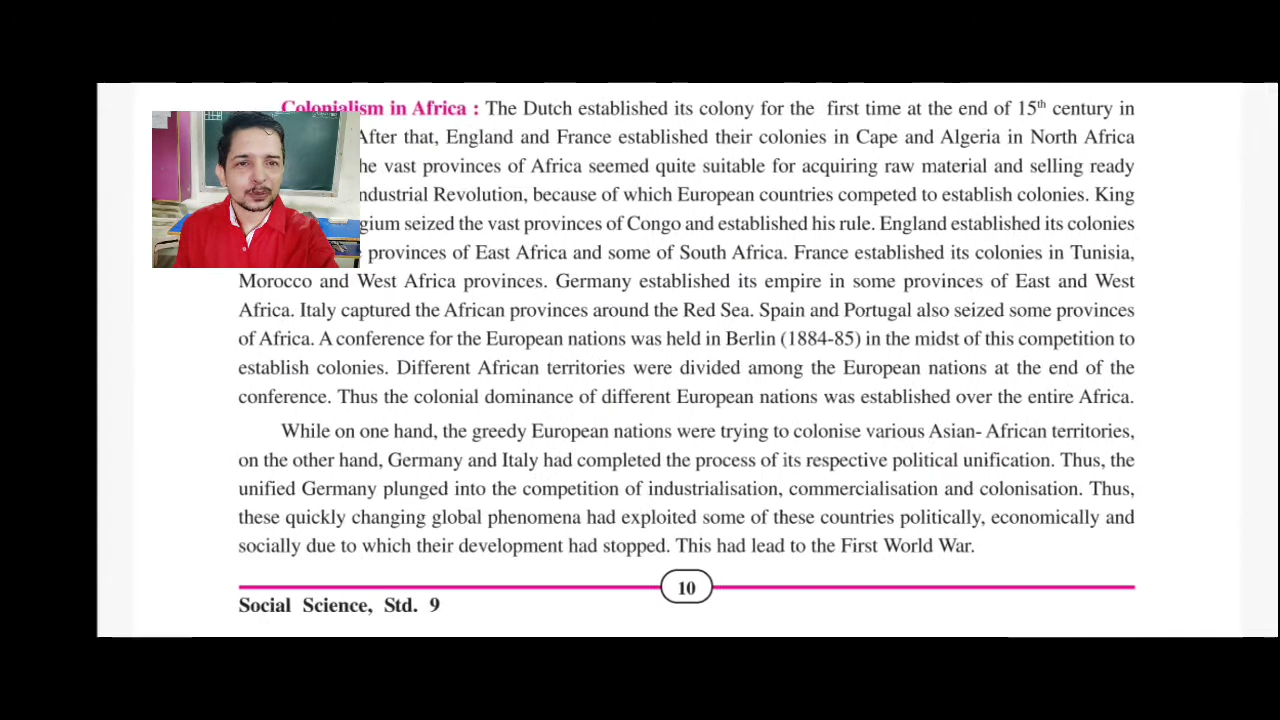 Colonialism in Africa : The Dutch established its colony for the first time at the end of 15th century in
After that, England and France established their colonies in Cape and Algeria in North Africa
he vast provinces of Africa seemed quite suitable for acquiring raw material and selling ready
ndustrial Revolution, because of which European countries competed to establish colonies. King
gium seized the vast provinces of Congo and established his rule. England established its colonies
provinces of East Africa and some of South Africa. France established its colonies in Tunisia,
Morocco and West Africa provinces. Germany established its empire in some provinces of East and West
Africa. Italy captured the African provinces around the Red Sea. Spain and Portugal also seized some provinces
of Africa. A conference for the European nations was held in Berlin (1884-85) in the midst of this competition to
establish colonies. Different African territories were divided among the European nations at the end of the
conference. Thus the colonial dominance of different European nations was established over the entire Africa.
While on one hand, the greedy European nations were trying to colonise various Asian- African territories,
on the other hand, Germany and Italy had completed the process of its respective political unification. Thus, the
unified Germany plunged into the competition of industrialisation, commercialisation and colonisation. Thus,
these quickly changing global phenomena had exploited some of these countries politically, economically and
socially due to which their development had stopped. This had lead to the First World War.
10
Social Science, Std. 9